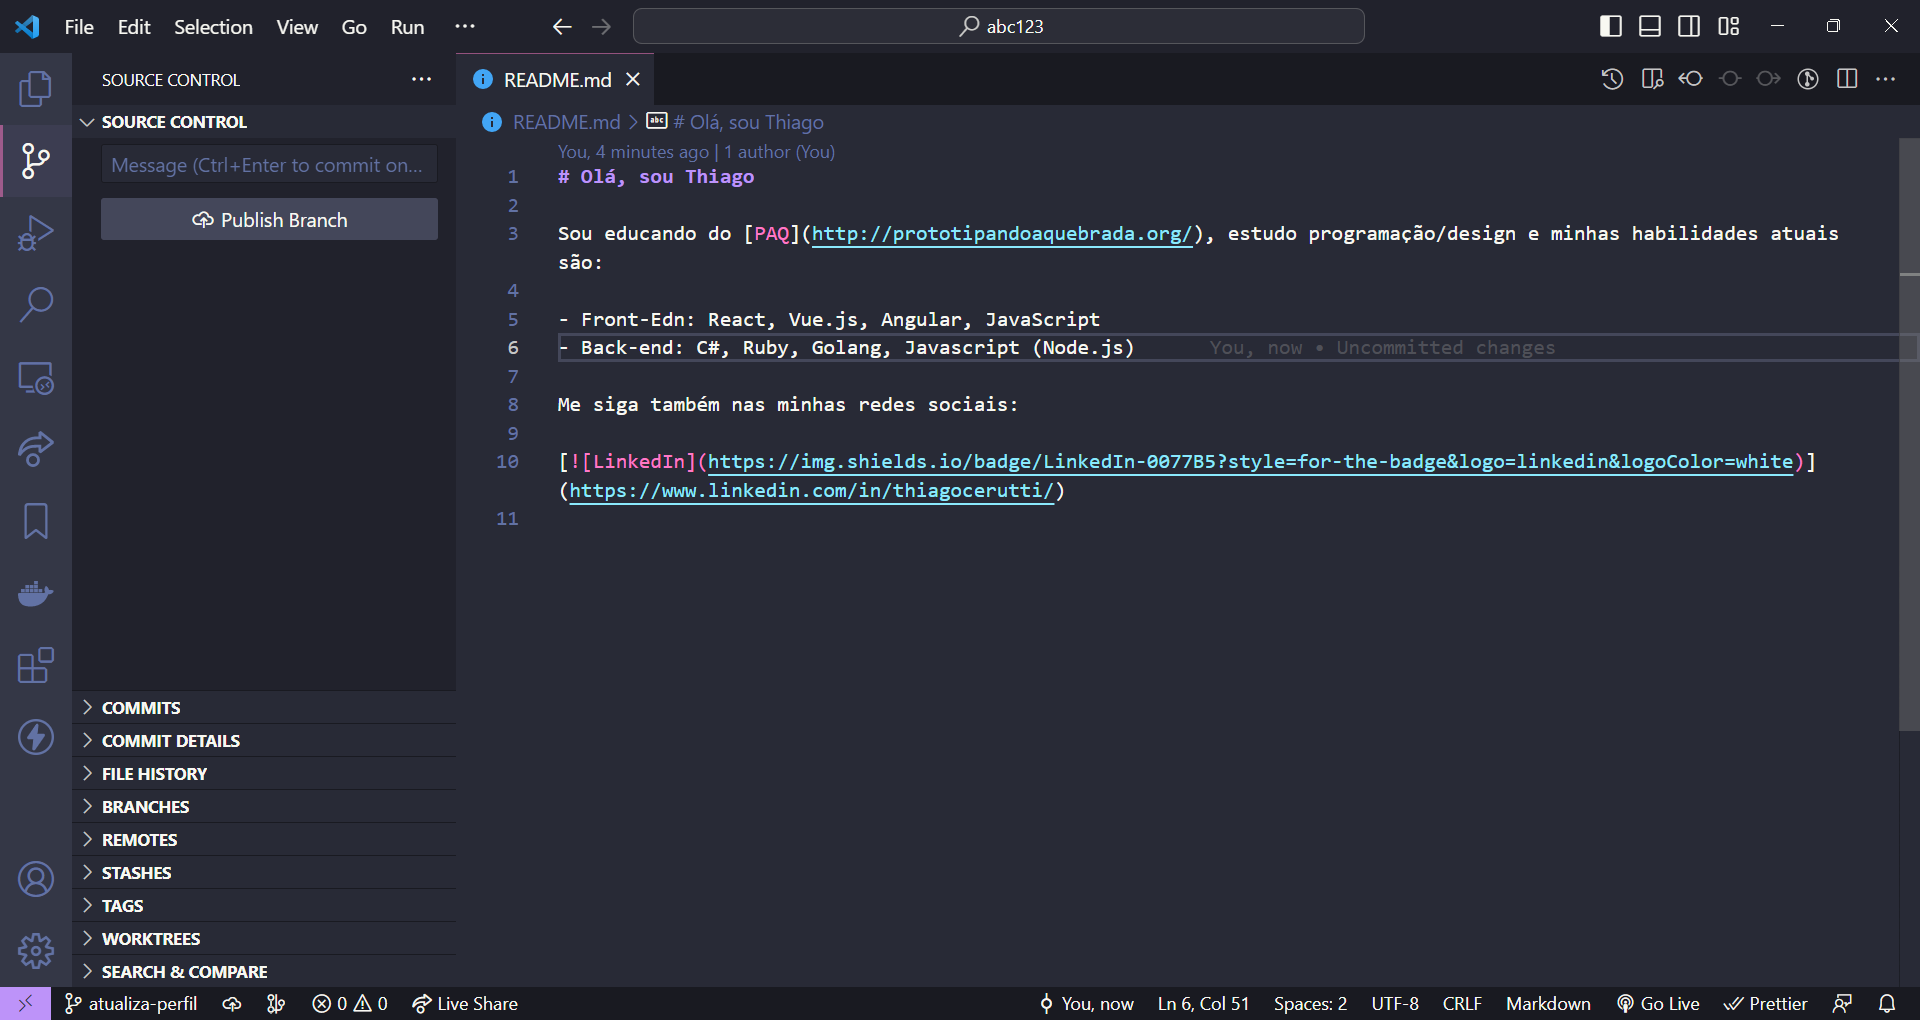 File Edit Selection View Go Run ···
abc123
SOURCE CONTROL ···
SOURCE CONTROL
Message (Ctrl+Enter to commit on...
Publish Branch
COMMITS
COMMIT DETAILS
FILE HISTORY
BRANCHES
REMOTES
STASHES
TAGS
WORKTREES
SEARCH & COMPARE
README.md
README.md > # Olá, sou Thiago
You, 4 minutes ago | 1 author (You)
1 # Olá, sou Thiago
2
3 Sou educando do [PAQ](http://prototipandoaquebrada.org/), estudo programação/design e minhas habilidades atuais
são:
4
5 - Front-Edn: React, Vue.js, Angular, JavaScript
6 - Back-end: C#, Ruby, Golang, Javascript (Node.js) You, now • Uncommitted changes
7
8 Me siga também nas minhas redes sociais:
9
10 [![LinkedIn](https://img.shields.io/badge/LinkedIn-0077B5?style=for-the-badge&logo=linkedin&logoColor=white)]
(https://www.linkedin.com/in/thiagocerutti/)
11
atualiza-perfil 0 0 Live Share You, now Ln 6, Col 51 Spaces: 2 UTF-8 CRLF Markdown Go Live Prettier